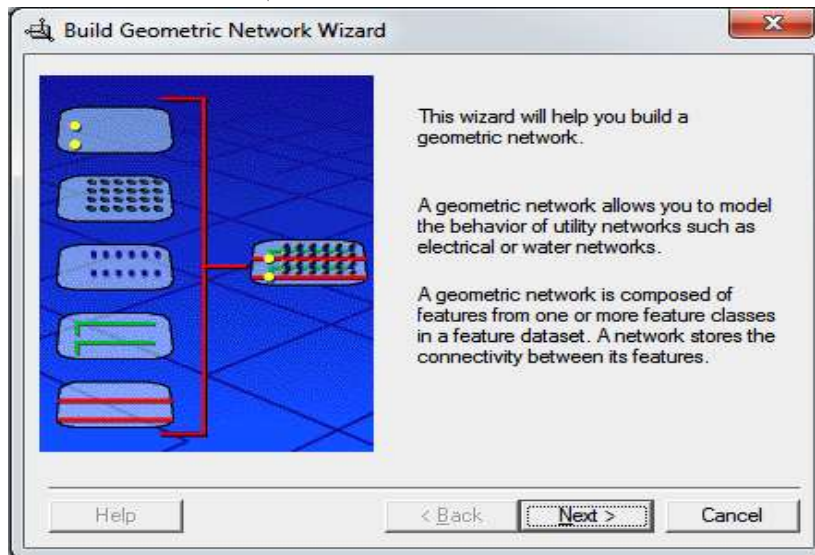 Build Geometric Network Wizard
This wizard will help you build a
geometric network.
A geometric network allows you to model
the behavior of utility networks such as
electrical or water networks.
A geometric network is composed of
features from one or more feature classes
in a feature dataset. A network stores the
connectivity between its features.
Help
< Back
Next >
Cancel